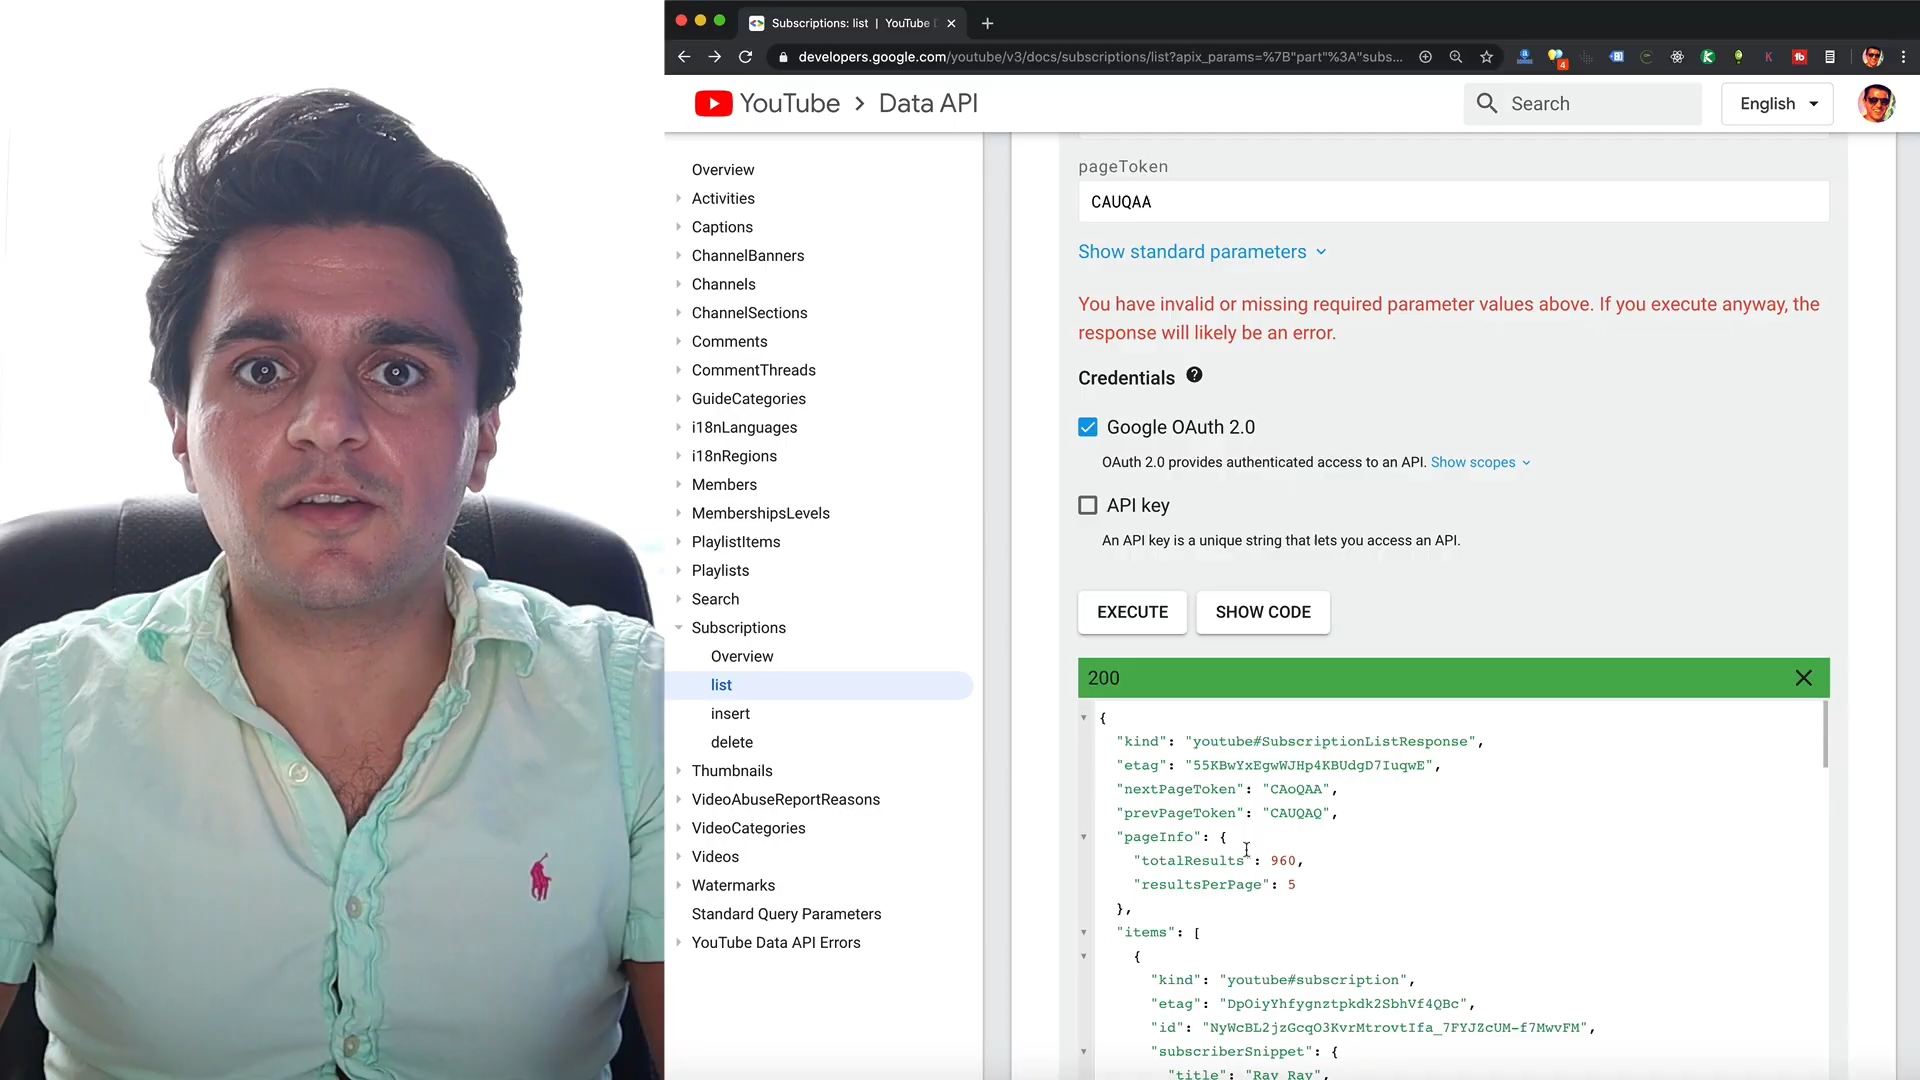 Subscriptions: list | YouTube
developers.google.com/youtube/v3/docs/subscriptions/list?apix_params=%7B"part"%3A"subs...
4
YouTube > Data API
Search
English
Overview
Activities
Captions
ChannelBanners
Channels
ChannelSections
Comments
CommentThreads
GuideCategories
i18nLanguages
i18nRegions
Members
MembershipsLevels
PlaylistItems
Playlists
Search
Subscriptions
Overview
list
insert
delete
Thumbnails
VideoAbuseReportReasons
VideoCategories
Videos
Watermarks
Standard Query Parameters
YouTube Data API Errors
pageToken
CAUQAA
Show standard parameters
You have invalid or missing required parameter values above. If you execute anyway, the
response will likely be an error.
Credentials
Google OAuth 2.0
OAuth 2.0 provides authenticated access to an API. Show scopes
API key
An API key is a unique string that lets you access an API.
EXECUTE SHOW CODE
200
{
"kind": "youtube#SubscriptionListResponse",
"etag": "55KBwYxEgwWJHp4KBUdgD7IuqwE",
"nextPageToken": "CAoQAA",
"prevPageToken": "CAUQAQ",
"pageInfo": {
"totalResults": 960,
"resultsPerPage": 5
},
"items": [
{
"kind": "youtube#subscription",
"etag": "DpOiyYhfygnztpkdk2SbhVf4QBc",
"id": "NyWcBL2jzGcqO3KvrMtrovtIfa_7FYJZcUM-f7MwvFM",
"subscriberSnippet": {
"title": "Ray Ray",